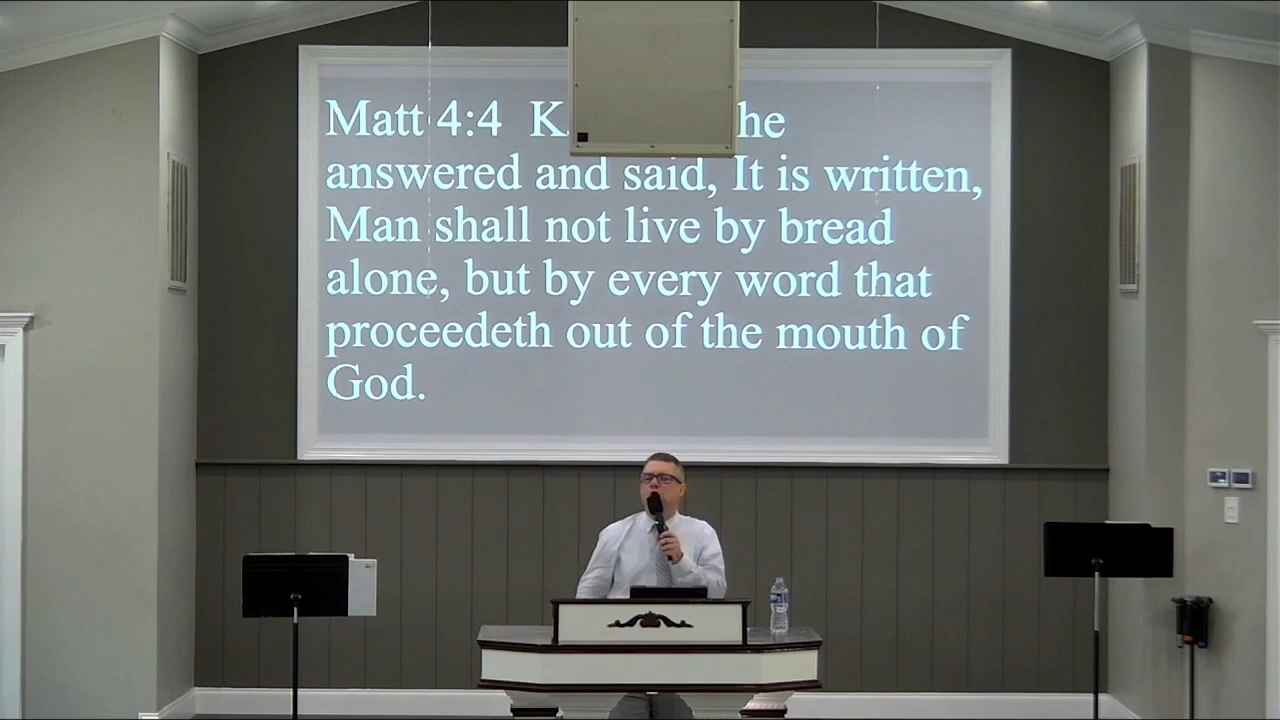 Matt 4:4 he
answered and said, It is written,
Man shall not live by bread
alone, but by every word that
proceedeth out of the mouth of
God.